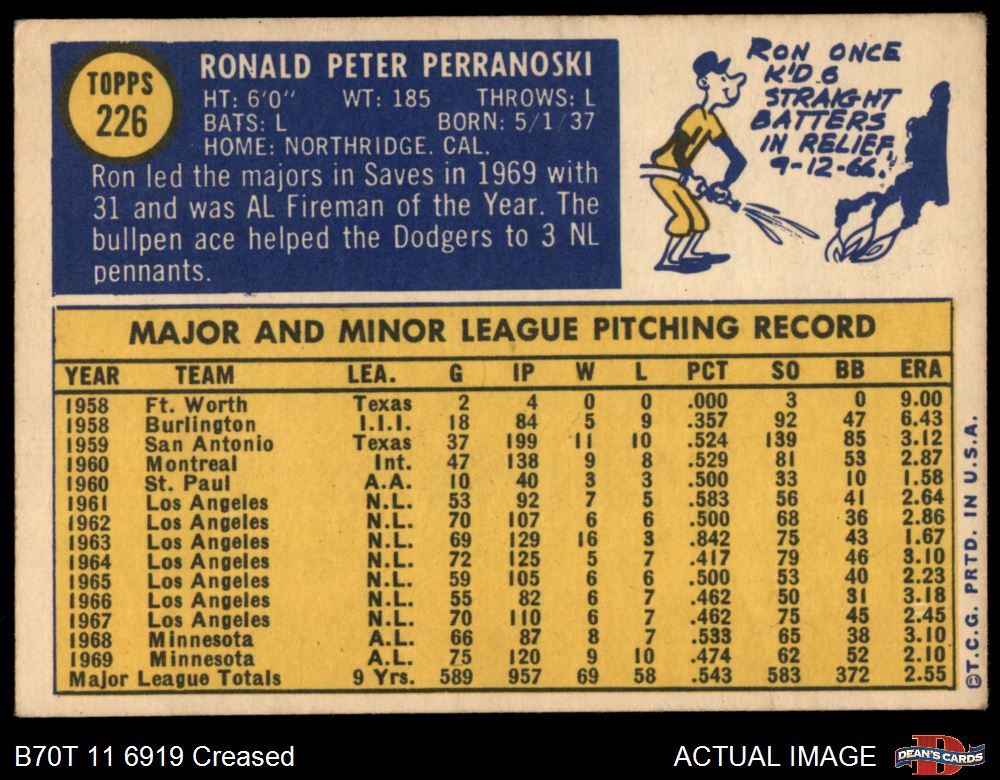 TOPPS
226
RONALD PETER PERRANOSKI
HT: 6'0" WT: 185 THROWS: L
BATS: L BORN: 5/1/37
HOME: NORTHRIDGE. CAL.
Ron led the majors in Saves in 1969 with
31 and was AL Fireman of the Year. The
bullpen ace helped the Dodgers to 3 NL
pennants.
RON ONCE
K'D 6
STRAIGHT
BATTERS
IN RELIEF,
9-12-66.
MAJOR AND MINOR LEAGUE PITCHING RECORD
YEAR TEAM LEA. G IP W L PCT SO BB ERA
1958 Ft. Worth Texas 2 4 0 0 .000 3 0 9.00
1958 Burlington I.I.I. 18 84 5 9 .357 92 47 6.43
1959 San Antonio Texas 37 199 11 10 .524 139 85 3.12
1960 Montreal Int. 47 138 9 8 .529 81 53 2.87
1960 St. Paul A.A. 10 40 3 3 .500 33 10 1.58
1961 Los Angeles N.L. 53 92 7 5 .583 56 41 2.64
1962 Los Angeles N.L. 70 107 6 6 .500 68 36 2.86
1963 Los Angeles N.L. 69 129 16 3 .842 75 43 1.67
1964 Los Angeles N.L. 72 125 5 7 .417 79 46 3.10
1965 Los Angeles N.L. 59 105 6 6 .500 53 40 2.23
1966 Los Angeles N.L. 55 82 6 7 .462 50 31 3.18
1967 Los Angeles N.L. 70 110 6 7 .462 75 45 2.45
1968 Minnesota A.L. 66 87 8 7 .533 65 38 3.10
1969 Minnesota A.L. 75 120 9 10 .474 62 52 2.10
Major League Totals 9 Yrs. 589 957 69 58 .543 583 372 2.55
©T.C.G. PRTD. IN U.S.A.
B70T 11 6919 Creased
ACTUAL IMAGE
DEAN'S CARDS